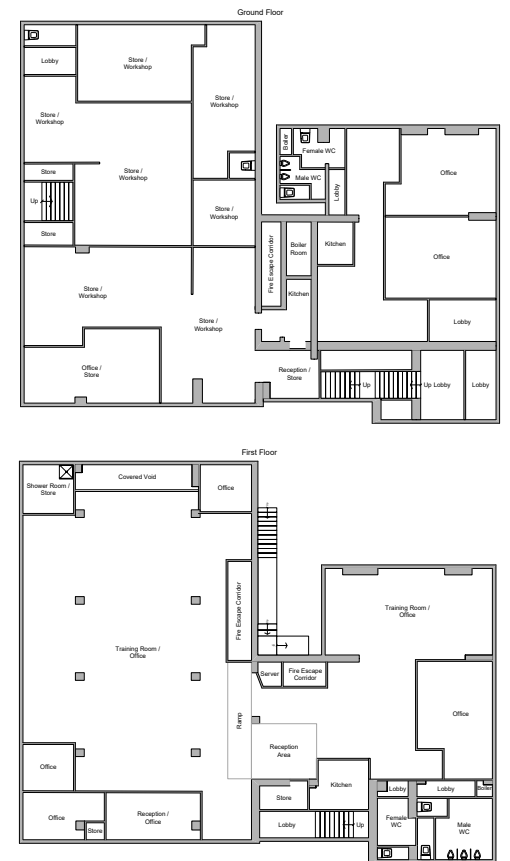 Ground Floor
Lobby
Store /
Workshop
Store /
Workshop
Store /
Workshop
Store /
Workshop
Store
Up
Store
Store /
Workshop
Store /
Workshop
Store /
Workshop
Office /
Store
Boiler
Female WC
Male WC
Lobby
Office
Fire Escape Corridor
Boiler
Room
Kitchen
Kitchen
Office
Lobby
Reception /
Store
Up
Up Lobby
Lobby
First Floor
Shower Room /
Store
Covered Void
Office
Fire Escape Corridor
Training Room /
Office
Training Room /
Office
Server
Fire Escape
Corridor
Ramp
Office
Reception
Area
Office
Kitchen
Store
Lobby
Lobby
Boiler
Office
Reception /
Office
Store
Lobby
Up
Female
WC
Male
WC